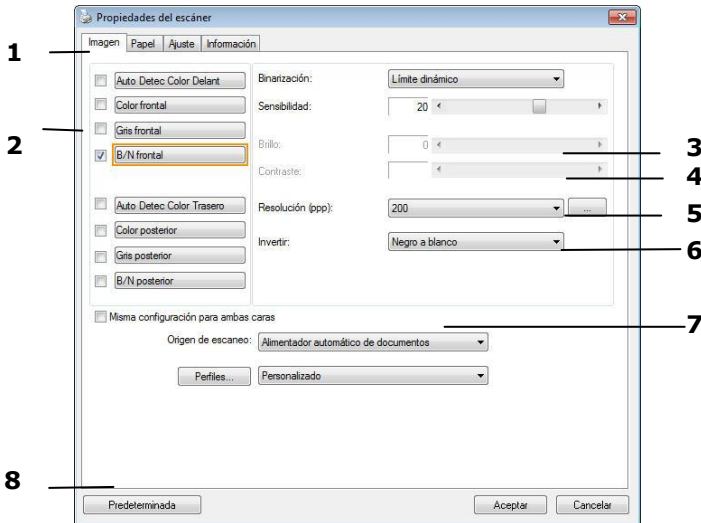 Propiedades del escáner
Imagen Papel Ajuste Información
1
Auto Detec Color Delant
Color frontal
Gris frontal
B/N frontal
2
Auto Detec Color Trasero
Color posterior
Gris posterior
B/N posterior
Binarización: Límite dinámico
Sensibilidad: 20
Brillo: 0
3
Contraste:
4
Resolución (ppp): 200 ...
5
Invertir: Negro a blanco
6
Misma configuración para ambas caras
7
Origen de escaneo: Alimentador automático de documentos
Perfiles... Personalizado
8
Predeterminada Aceptar Cancelar